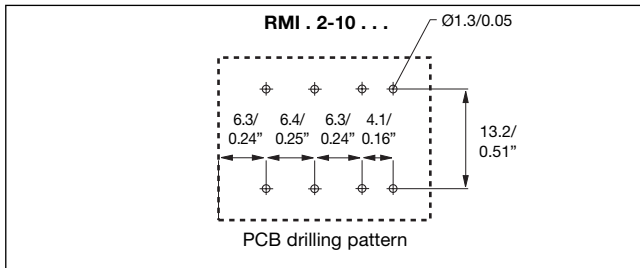 RMI . 2-10 . . .
Ø1.3/0.05
6.3/ 6.4/ 6.3/ 4.1/
0.24” 0.25” 0.24” 0.16”
13.2/
0.51”
PCB drilling pattern